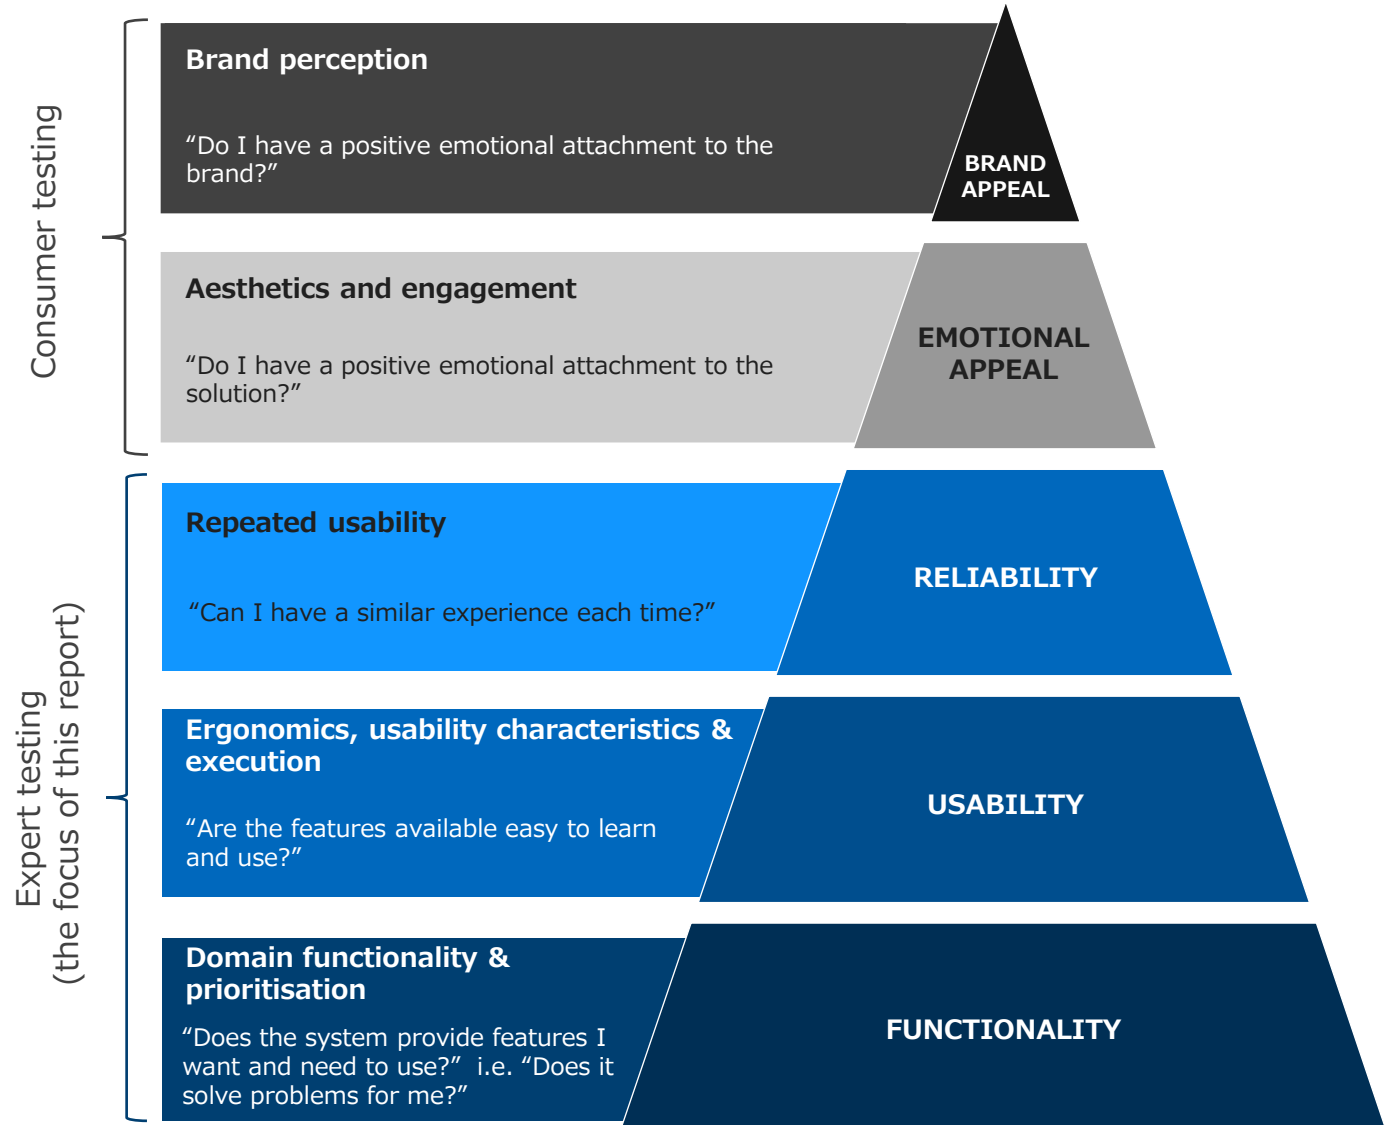 Consumer testing
Brand perception
“Do I have a positive emotional attachment to the
brand?”
BRAND
APPEAL
Aesthetics and engagement
“Do I have a positive emotional attachment to the
solution?”
EMOTIONAL
APPEAL
Expert testing
(the focus of this report)
Repeated usability
“Can I have a similar experience each time?”
RELIABILITY
Ergonomics, usability characteristics &
execution
“Are the features available easy to learn
and use?”
USABILITY
Domain functionality &
prioritisation
“Does the system provide features I
want and need to use?”  i.e. “Does it
solve problems for me?”
FUNCTIONALITY